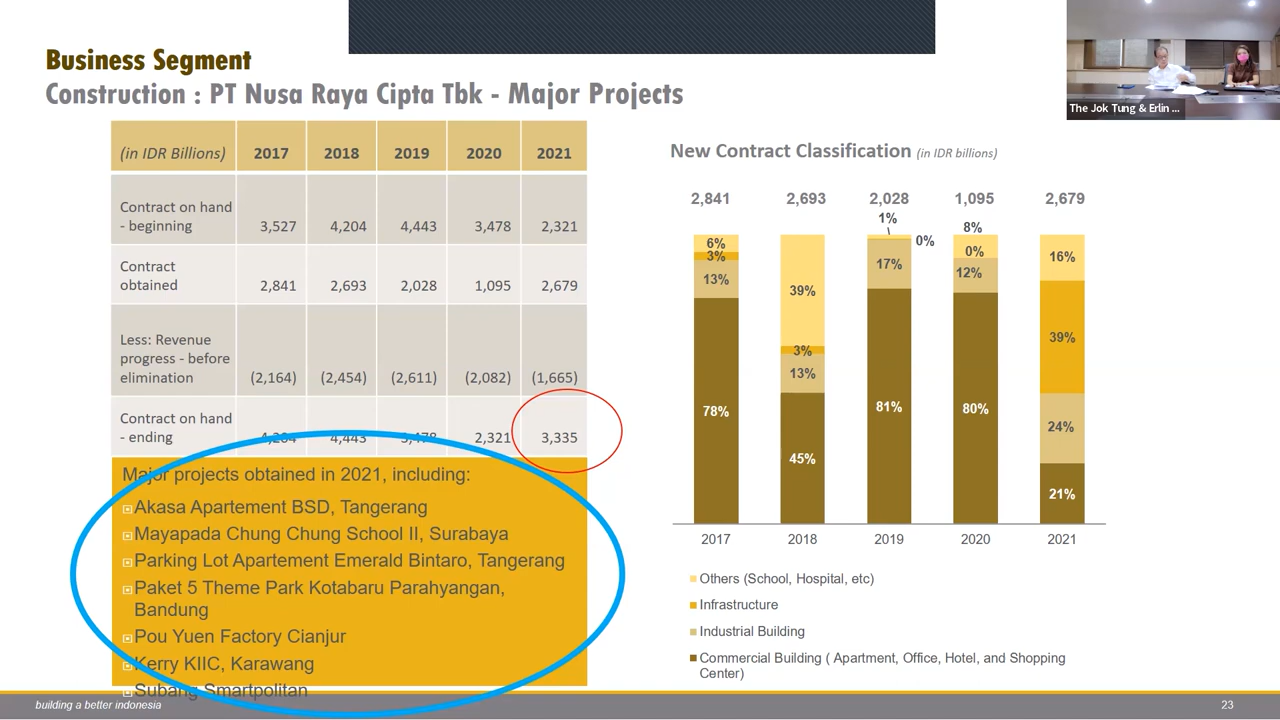 Business Segment
Construction : PT Nusa Raya Cipta Tbk - Major Projects
The Jok Tung & Erlin ...
(in IDR Billions) 2017 2018 2019 2020 2021
Contract on hand
- beginning 3,527 4,204 4,443 3,478 2,321
Contract
obtained 2,841 2,693 2,028 1,095 2,679
Less: Revenue
progress - before
elimination (2,164) (2,454) (2,611) (2,082) (1,665)
Contract on hand
- ending 4,204 4,443 3,478 2,321 3,335
Major projects obtained in 2021, including:
Akasa Apartement BSD, Tangerang
Mayapada Chung Chung School II, Surabaya
Parking Lot Apartement Emerald Bintaro, Tangerang
Paket 5 Theme Park Kotabaru Parahyangan,
Bandung
Pou Yuen Factory Cianjur
Kerry KIIC, Karawang
Subang Smartpolitan
New Contract Classification (in IDR billions)
2,841 2,693 2,028 1,095 2,679
6% 3% 13% 78%
39% 3% 13% 45%
1% 0% 17% 81%
8% 0% 12% 80%
16% 39% 24% 21%
2017 2018 2019 2020 2021
Others (School, Hospital, etc)
Infrastructure
Industrial Building
Commercial Building ( Apartment, Office, Hotel, and Shopping
Center)
building a better indonesia
23